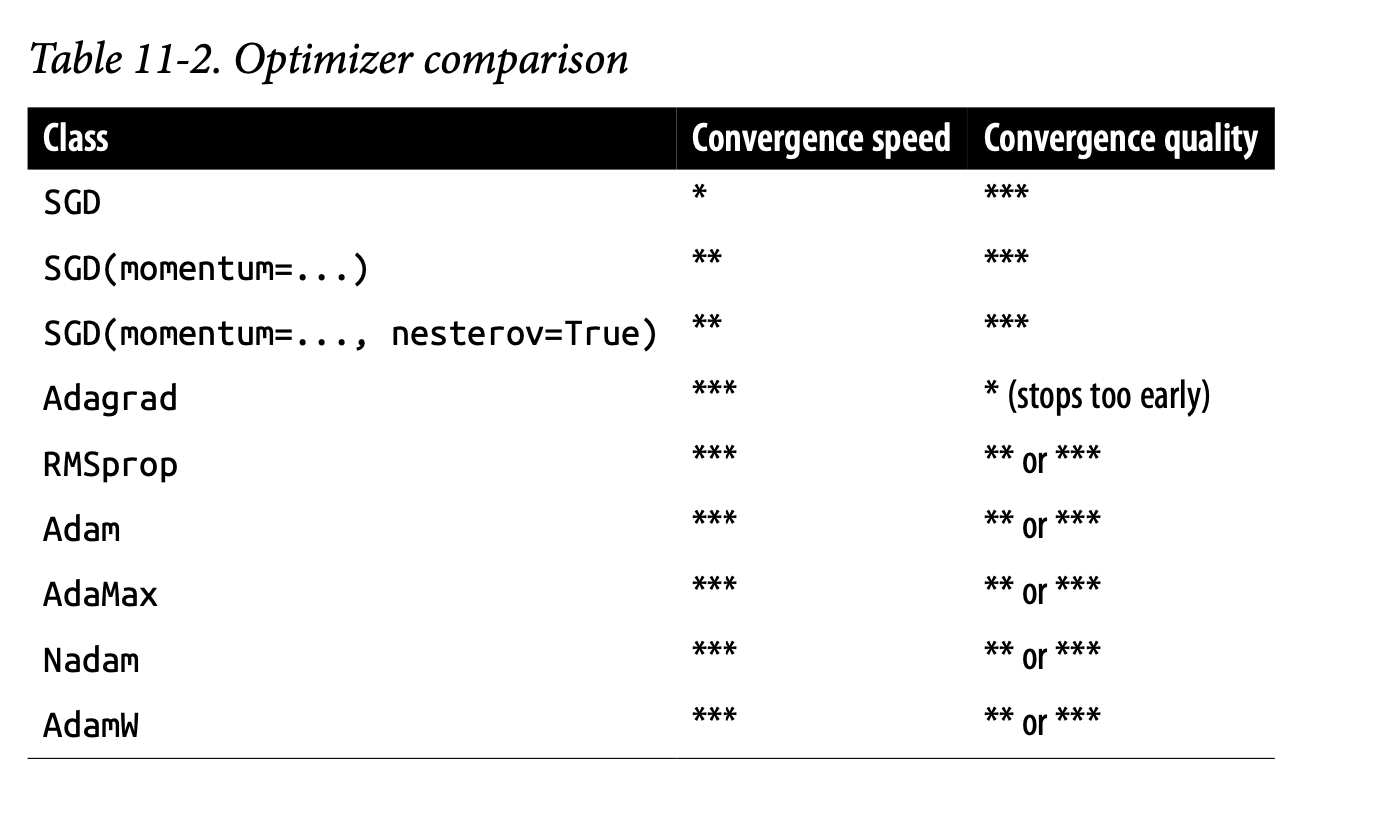 Table 11-2. Optimizer comparison
Class Convergence speed Convergence quality
SGD * ***
SGD(momentum=...) ** ***
SGD(momentum=..., nesterov=True) ** ***
Adagrad *** * (stops too early)
RMSprop *** ** or ***
Adam *** ** or ***
AdaMax *** ** or ***
Nadam *** ** or ***
AdamW *** ** or ***